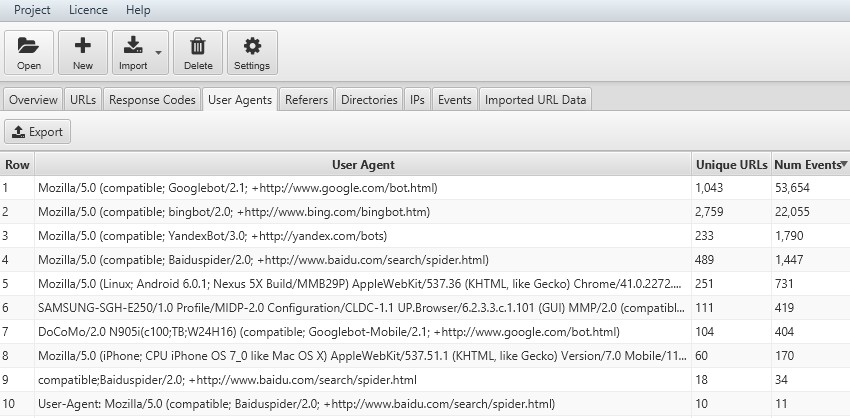 Project Licence Help
Open New Import Delete Settings
Overview URLs Response Codes User Agents Referers Directories IPs Events Imported URL Data
Export
Row User Agent Unique URLs Num Events
1 Mozilla/5.0 (compatible; Googlebot/2.1; +http://www.google.com/bot.html) 1,043 53,654
2 Mozilla/5.0 (compatible; bingbot/2.0; +http://www.bing.com/bingbot.htm) 2,759 22,055
3 Mozilla/5.0 (compatible; YandexBot/3.0; +http://yandex.com/bots) 233 1,790
4 Mozilla/5.0 (compatible; Baiduspider/2.0; +http://www.baidu.com/search/spider.html) 489 1,447
5 Mozilla/5.0 (Linux; Android 6.0.1; Nexus 5X Build/MMB29P) AppleWebKit/537.36 (KHTML, like Gecko) Chrome/41.0.2272.... 251 731
6 SAMSUNG-SGH-E250/1.0 Profile/MIDP-2.0 Configuration/CLDC-1.1 UP.Browser/6.2.3.3.c.1.101 (GUI) MMP/2.0 (compatibl... 111 419
7 DoCoMo/2.0 N905i(c100;TB;W24H16) (compatible; Googlebot-Mobile/2.1; +http://www.google.com/bot.html) 104 404
8 Mozilla/5.0 (iPhone; CPU iPhone OS 7_0 like Mac OS X) AppleWebKit/537.51.1 (KHTML, like Gecko) Version/7.0 Mobile/11... 60 170
9 compatible;Baiduspider/2.0; +http://www.baidu.com/search/spider.html 18 34
10 User-Agent: Mozilla/5.0 (compatible; Baiduspider/2.0; +http://www.baidu.com/search/spider.html) 10 11